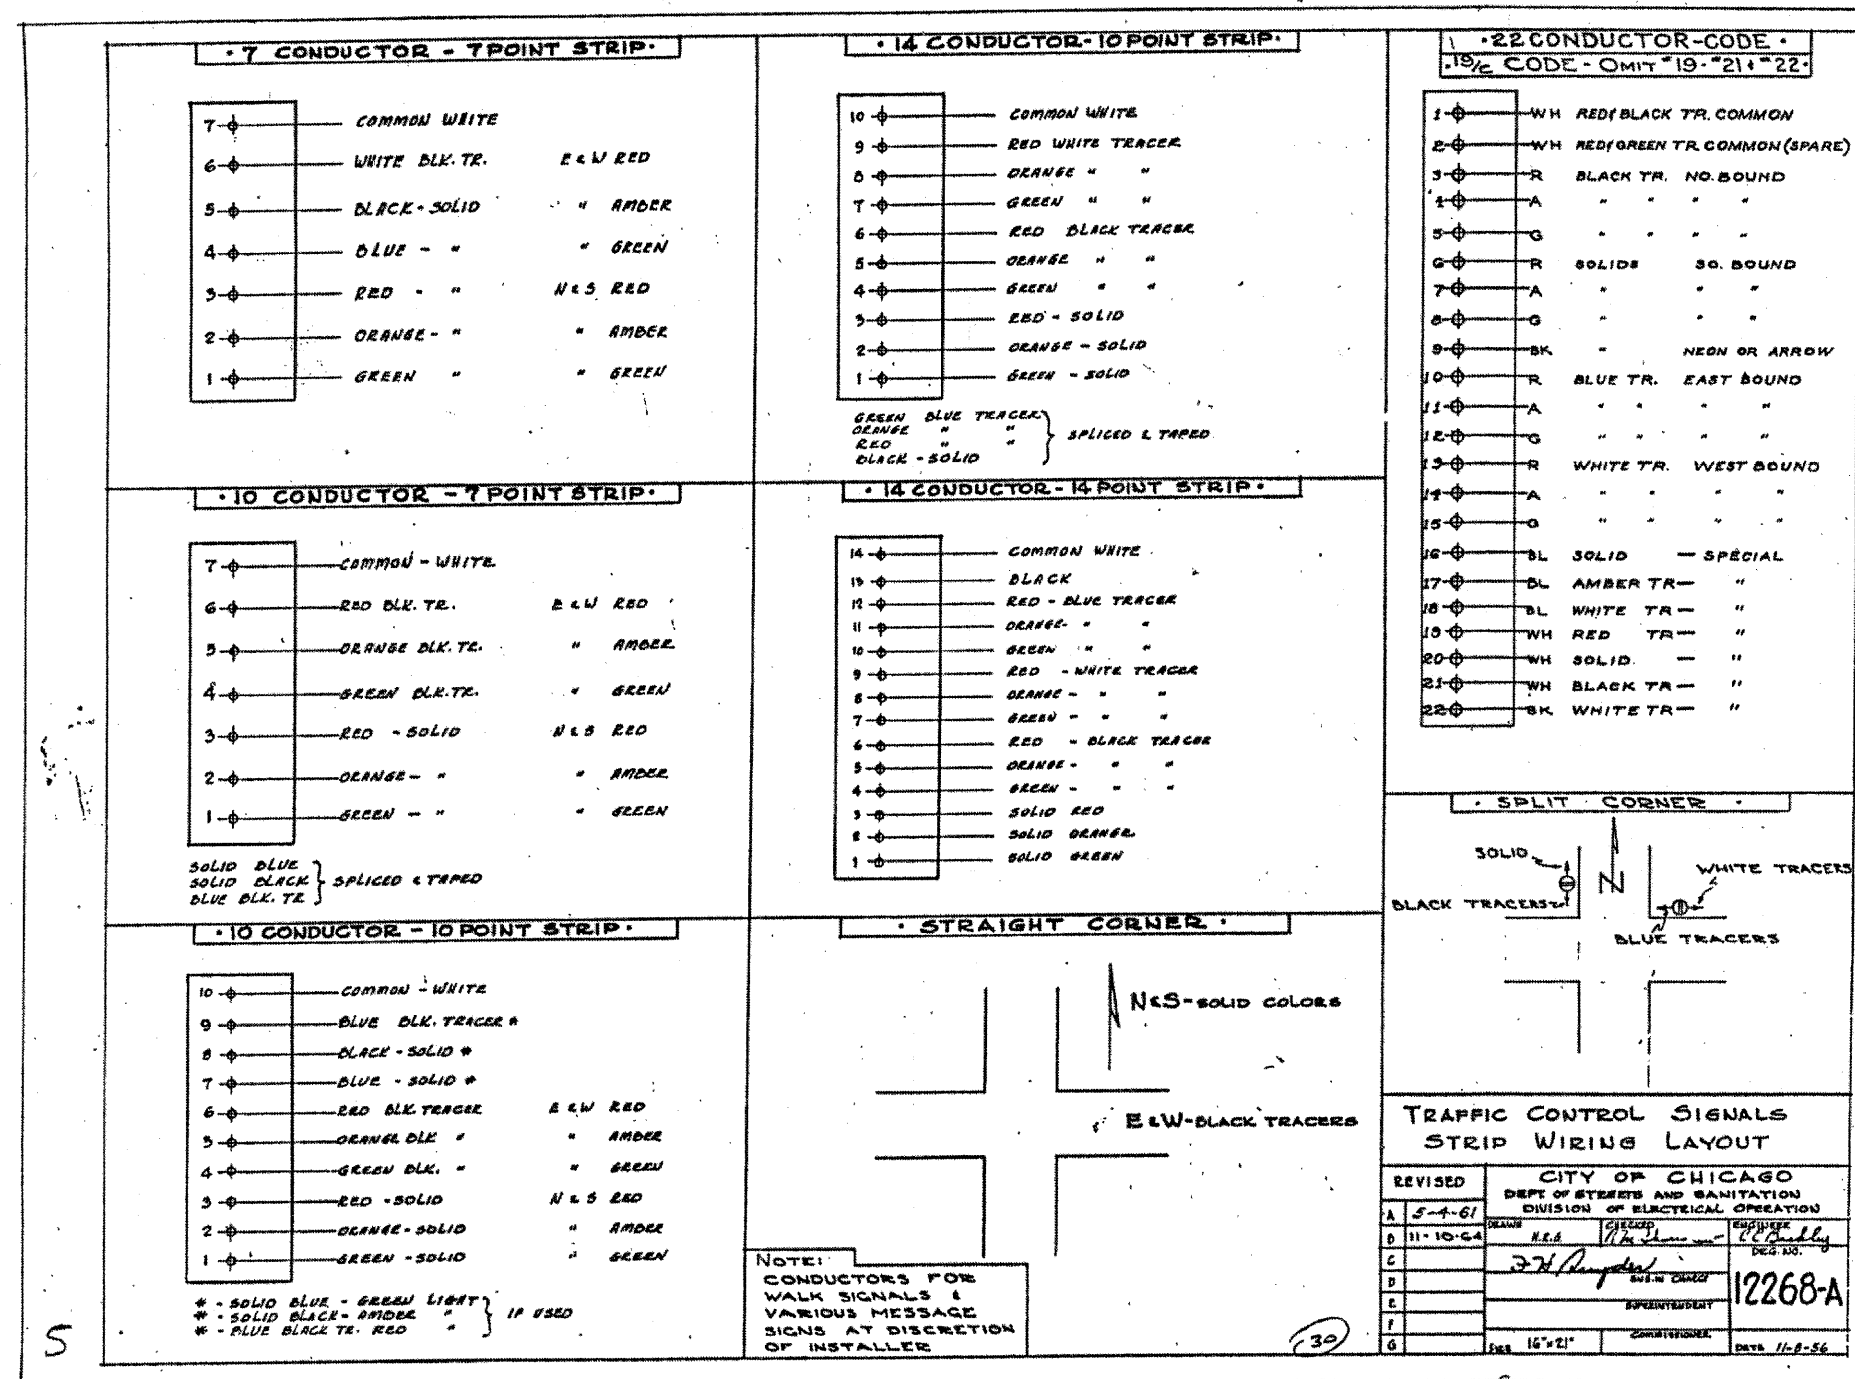 · 7 CONDUCTOR - 7 POINT STRIP ·
7 COMMON WHITE
6 WHITE BLK. TR. E & W RED
5 BLACK - SOLID " AMBER
4 BLUE - " " GREEN
3 RED - " N & S RED
2 ORANGE - " " AMBER
1 GREEN " " GREEN
· 10 CONDUCTOR - 7 POINT STRIP ·
7 COMMON - WHITE
6 RED BLK. TR. E & W RED
5 ORANGE BLK. TR. " AMBER
4 GREEN BLK. TR. " GREEN
3 RED - SOLID N & S RED
2 ORANGE - " " AMBER
1 GREEN - " " GREEN
SOLID BLUE
SOLID BLACK } SPLICED & TAPED
BLUE BLK. TR.
· 10 CONDUCTOR - 10 POINT STRIP ·
10 COMMON - WHITE
9 BLUE BLK. TRACER *
8 BLACK - SOLID *
7 BLUE - SOLID *
6 RED BLK. TRACER E & W RED
5 ORANGE BLK " " AMBER
4 GREEN BLK. " " GREEN
3 RED - SOLID N & S RED
2 ORANGE - SOLID " AMBER
1 GREEN - SOLID " GREEN
* - SOLID BLUE - GREEN LIGHT
* - SOLID BLACK - AMBER " } IF USED
* - BLUE BLACK TR. RED "
5
· 14 CONDUCTOR - 10 POINT STRIP ·
10 COMMON WHITE
9 RED WHITE TRACER
8 ORANGE " "
7 GREEN " "
6 RED BLACK TRACER
5 ORANGE " "
4 GREEN " "
3 RED - SOLID
2 ORANGE - SOLID
1 GREEN - SOLID
GREEN BLUE TRACER
ORANGE " "
RED " " } SPLICED & TAPED
BLACK - SOLID
· 14 CONDUCTOR - 14 POINT STRIP ·
14 COMMON WHITE
13 BLACK
12 RED - BLUE TRACER
11 ORANGE - " "
10 GREEN " "
9 RED - WHITE TRACER
8 ORANGE - " "
7 GREEN - " "
6 RED - BLACK TRACER
5 ORANGE - " "
4 GREEN - " "
3 SOLID RED
2 SOLID ORANGE
1 SOLID GREEN
· STRAIGHT CORNER ·
N&S - SOLID COLORS
E&W - BLACK TRACERS
NOTE:
CONDUCTORS FOR
WALK SIGNALS &
VARIOUS MESSAGE
SIGNS AT DISCRETION
OF INSTALLER
30
· 22 CONDUCTOR - CODE ·
· 19/C CODE - OMIT #19 - #21 & #22 ·
1 WH RED/BLACK TR. COMMON
2 WH RED/GREEN TR COMMON (SPARE)
3 R BLACK TR. NO. BOUND
4 A " " " "
5 G " " " "
6 R SOLIDS SO. BOUND
7 A " " "
8 G " " "
9 BK " NEON OR ARROW
10 R BLUE TR. EAST BOUND
11 A " " " "
12 G " " " "
13 R WHITE TR. WEST BOUND
14 A " " " "
15 G " " " "
16 BL SOLID — SPECIAL
17 BL AMBER TR — "
18 BL WHITE TR — "
19 WH RED TR — "
20 WH SOLID. — "
21 WH BLACK TR — "
22 BK WHITE TR — "
· SPLIT CORNER ·
SOLID
N
WHITE TRACERS
BLACK TRACERS
BLUE TRACERS
TRAFFIC CONTROL SIGNALS
STRIP WIRING LAYOUT
REVISED
A 5-4-61
B 11-10-64
C
D
E
F
G
CITY OF CHICAGO
DEPT OF STREETS AND SANITATION
DIVISION OF ELECTRICAL OPERATION
DRAWN
CHECKED
ENGINEER
DRG. NO.
12268-A
ENG. IN CHARGE
SUPERINTENDENT
COMMISSIONER
SIZE 16"x21"
DATE 11-8-56